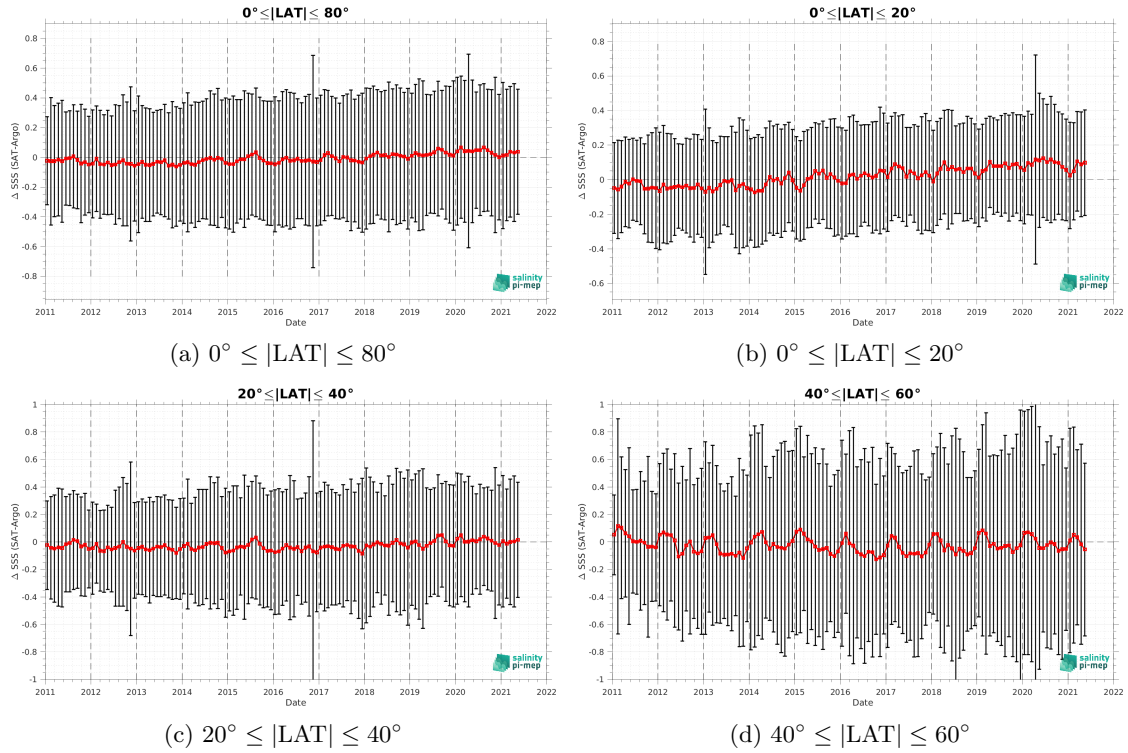 0°≤|LAT|≤ 80°
Δ SSS (SAT-Argo)
0.8
0.6
0.4
0.2
0
-0.2
-0.4
-0.6
-0.8
salinity
pi-mep
2011 2012 2013 2014 2015 2016 2017 2018 2019 2020 2021 2022
Date
(a) 0° ≤ |LAT| ≤ 80°
0°≤|LAT|≤ 20°
Δ SSS (SAT-Argo)
0.8
0.6
0.4
0.2
0
-0.2
-0.4
-0.6
salinity
pi-mep
2011 2012 2013 2014 2015 2016 2017 2018 2019 2020 2021 2022
Date
(b) 0° ≤ |LAT| ≤ 20°
20°≤|LAT|≤ 40°
Δ SSS (SAT-Argo)
1
0.8
0.6
0.4
0.2
0
-0.2
-0.4
-0.6
-0.8
-1
salinity
pi-mep
2011 2012 2013 2014 2015 2016 2017 2018 2019 2020 2021 2022
Date
(c) 20° ≤ |LAT| ≤ 40°
40°≤|LAT|≤ 60°
Δ SSS (SAT-Argo)
1
0.8
0.6
0.4
0.2
0
-0.2
-0.4
-0.6
-0.8
-1
salinity
pi-mep
2011 2012 2013 2014 2015 2016 2017 2018 2019 2020 2021 2022
Date
(d) 40° ≤ |LAT| ≤ 60°